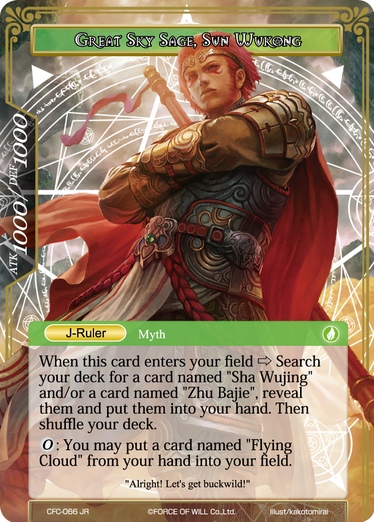 Great Sky Sage, Sun Wukong
ATK 1000/ DEF 1000
J-Ruler
Myth
When this card enters your field ⇨ Search
your deck for a card named "Sha Wujing"
and/or a card named "Zhu Bajie", reveal
them and put them into your hand. Then
shuffle your deck.
O: You may put a card named "Flying
Cloud" from your hand into your field.
"Alright! Let's get buckwild!"
CFC-066 JR
©FORCE OF WILL Co.,Ltd.
Illust/kakotomirai